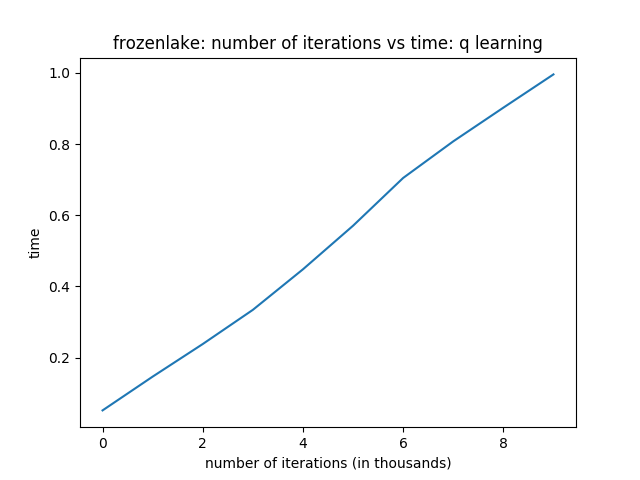 frozenlake: number of iterations vs time: q learning
1.0
0.8
0.6
0.4
0.2
time
0 2 4 6 8
number of iterations (in thousands)